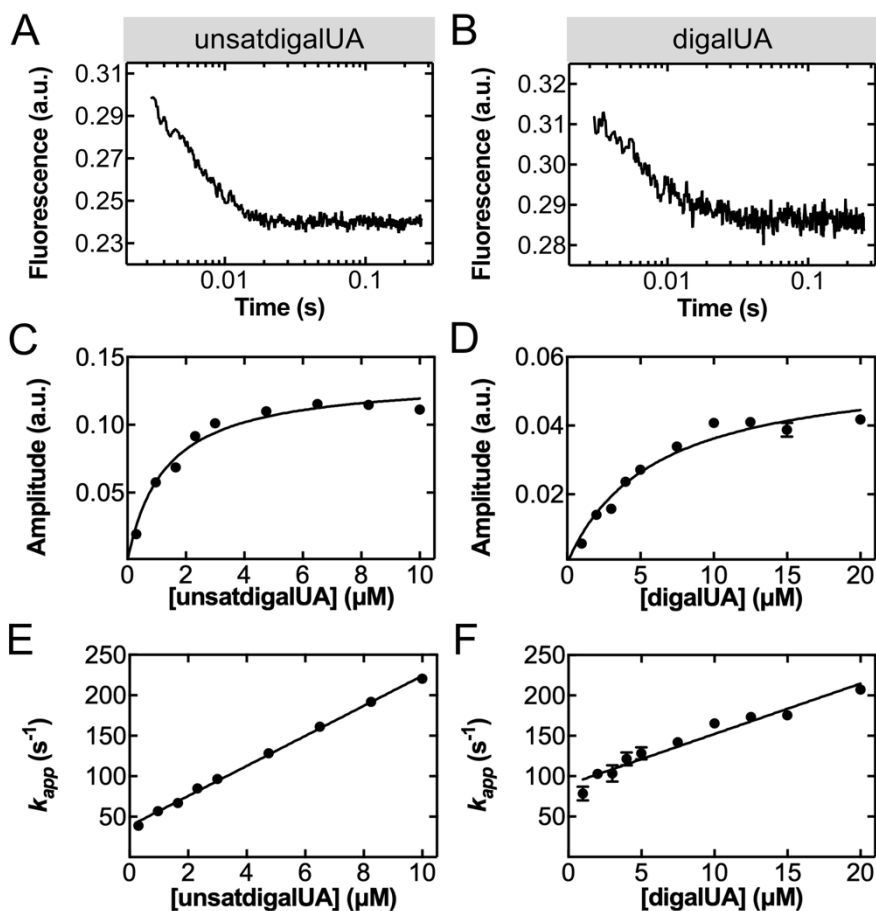 A
unsatdigalUA
B
digalUA
0.31
0.29
0.27
0.25
0.23
Fluorescence (a.u.)
0.01
0.1
Time (s)
0.32
0.31
0.30
0.29
0.28
Fluorescence (a.u.)
0.01
0.1
Time (s)
C
0.15
0.10
0.05
Amplitude (a.u.)
0
2
4
6
8
10
[unsatdigalUA] (µM)
D
0.06
0.04
0.02
Amplitude (a.u.)
0
5
10
15
20
[digalUA] (µM)
E
250
200
150
100
50
kapp (s-1)
0
2
4
6
8
10
[unsatdigalUA] (µM)
F
250
200
150
100
50
kapp (s-1)
0
5
10
15
20
[digalUA] (µM)